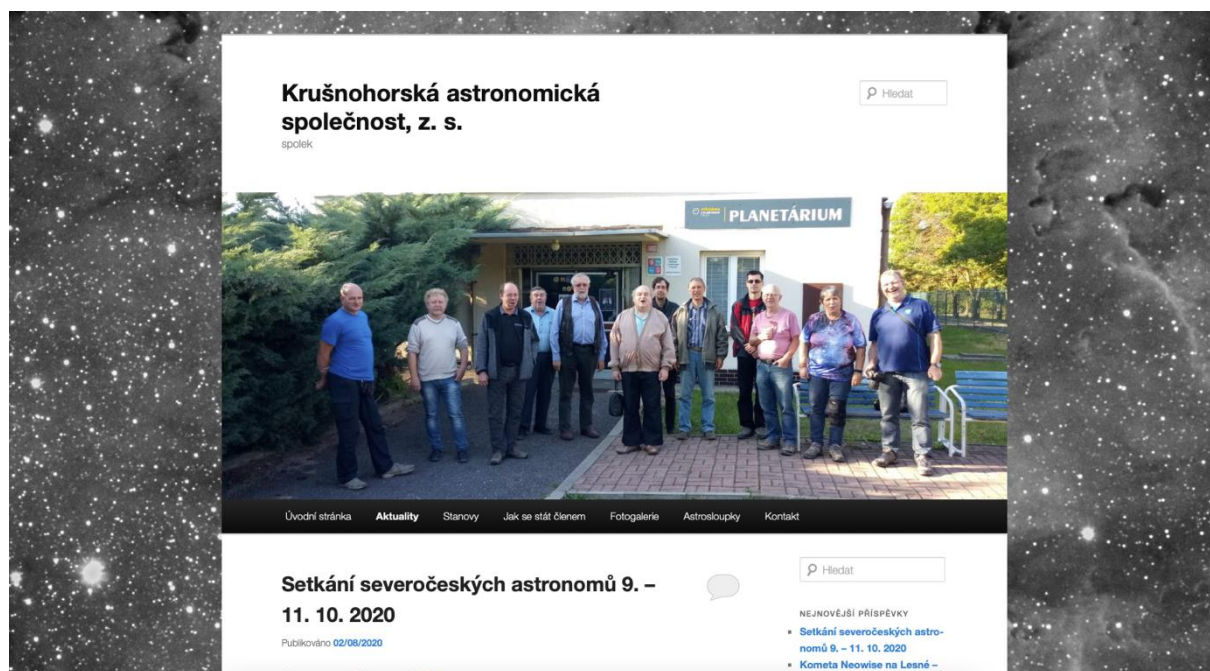 Krušnohorská astronomická
společnost, z. s.
spolek
Hledat
PLANETÁRIUM
Úvodní stránka
Aktuality
Stanovy
Jak se stát členem
Fotogalerie
Astrosloupky
Kontakt
Setkání severočeských astronomů 9. –
11. 10. 2020
Publikováno 02/08/2020
Hledat
NEJNOVĚJŠÍ PŘÍSPĚVKY
Setkání severočeských astro-
nomů 9. – 11. 10. 2020
Kometa Neowise na Lesné –